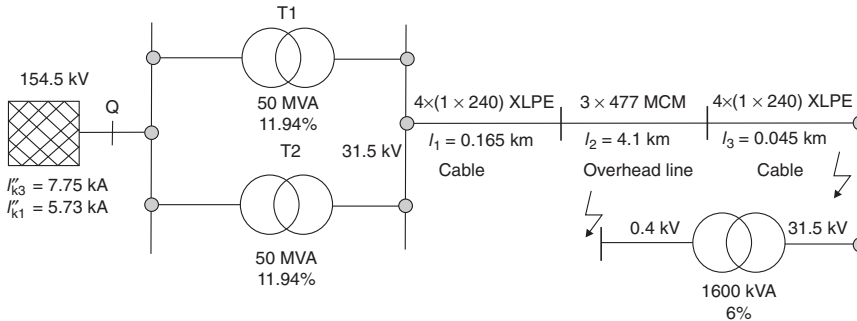 T1
154.5 kV
Q
50 MVA
11.94%
T2
31.5 kV
4×(1 × 240) XLPE
3 × 477 MCM
4×(1 × 240) XLPE
l₁ = 0.165 km
l₂ = 4.1 km
l₃ = 0.045 km
Cable
Overhead line
Cable
I″k3 = 7.75 kA
I″k1 = 5.73 kA
0.4 kV
31.5 kV
50 MVA
11.94%
1600 kVA
6%